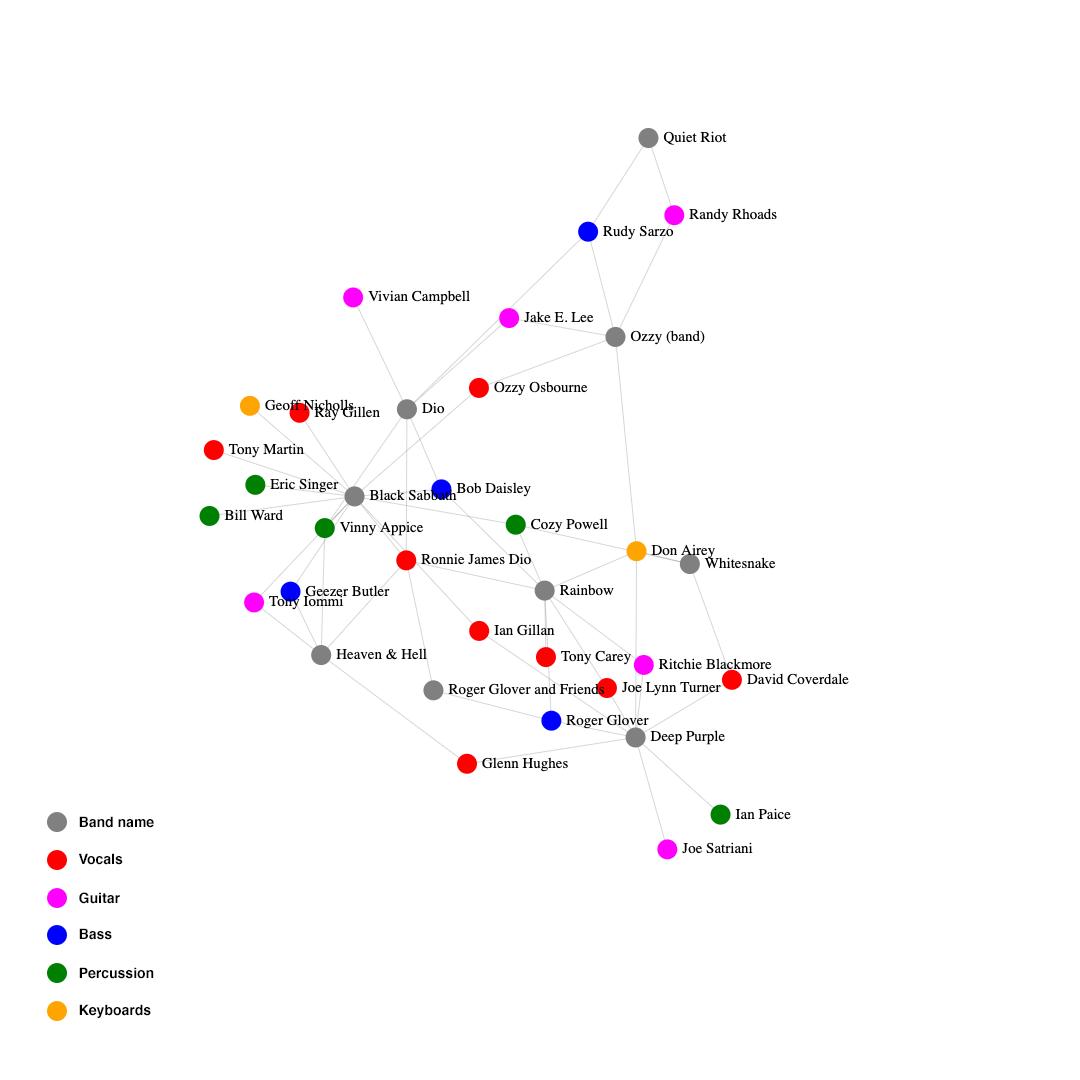 Quiet Riot
Randy Rhoads
Rudy Sarzo
Vivian Campbell
Jake E. Lee
Ozzy (band)
Ozzy Osbourne
Geoff Nicholls
Ray Gillen
Dio
Tony Martin
Eric Singer
Bob Daisley
Black Sabbath
Bill Ward
Vinny Appice
Cozy Powell
Don Airey
Ronnie James Dio
Whitesnake
Geezer Butler
Rainbow
Tony Iommi
Ian Gillan
Heaven & Hell
Tony Carey
Ritchie Blackmore
David Coverdale
Roger Glover and Friends
Joe Lynn Turner
Roger Glover
Deep Purple
Glenn Hughes
Ian Paice
Joe Satriani
Band name
Vocals
Guitar
Bass
Percussion
Keyboards